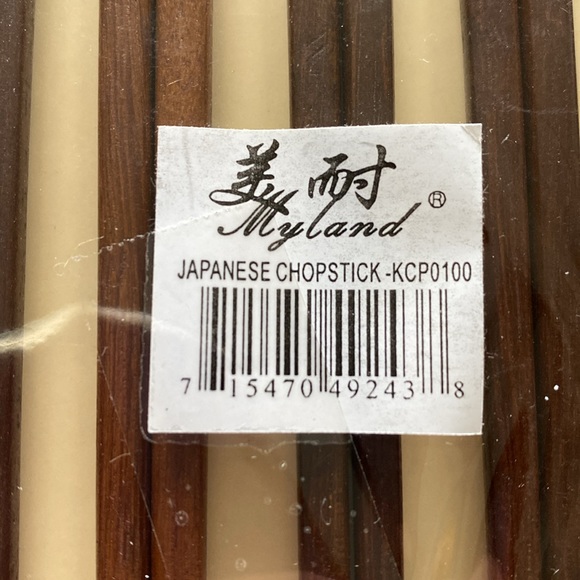 美耐
Myland®
JAPANESE CHOPSTICK -KCP0100
7 15470 49243 8